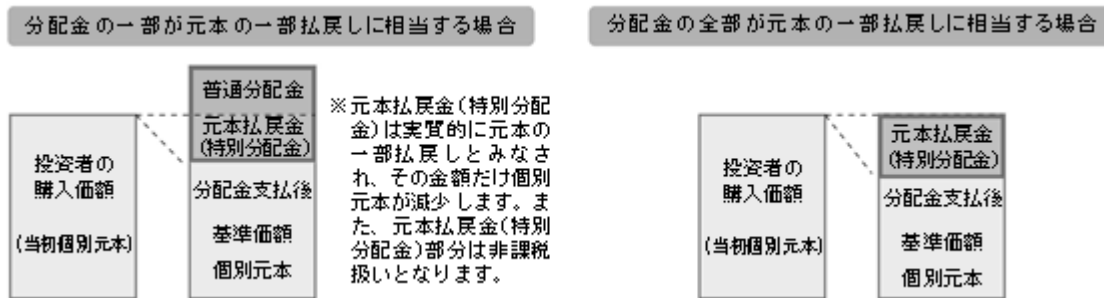 分配金の一部が元本の一部払戻しに相当する場合
投資者の
購入価額
(当初個別元本)
普通分配金
元本払戻金
(特別分配金)
分配金支払後
基準価額
個別元本
※元本払戻金(特別分配
金)は実質的に元本の
一部払戻しとみなさ
れ、その金額だけ個別
元本が減少します。ま
た、元本払戻金(特別
分配金)部分は非課税
扱いとなります。
分配金の全部が元本の一部払戻しに相当する場合
投資者の
購入価額
(当初個別元本)
元本払戻金
(特別分配金)
分配金支払後
基準価額
個別元本